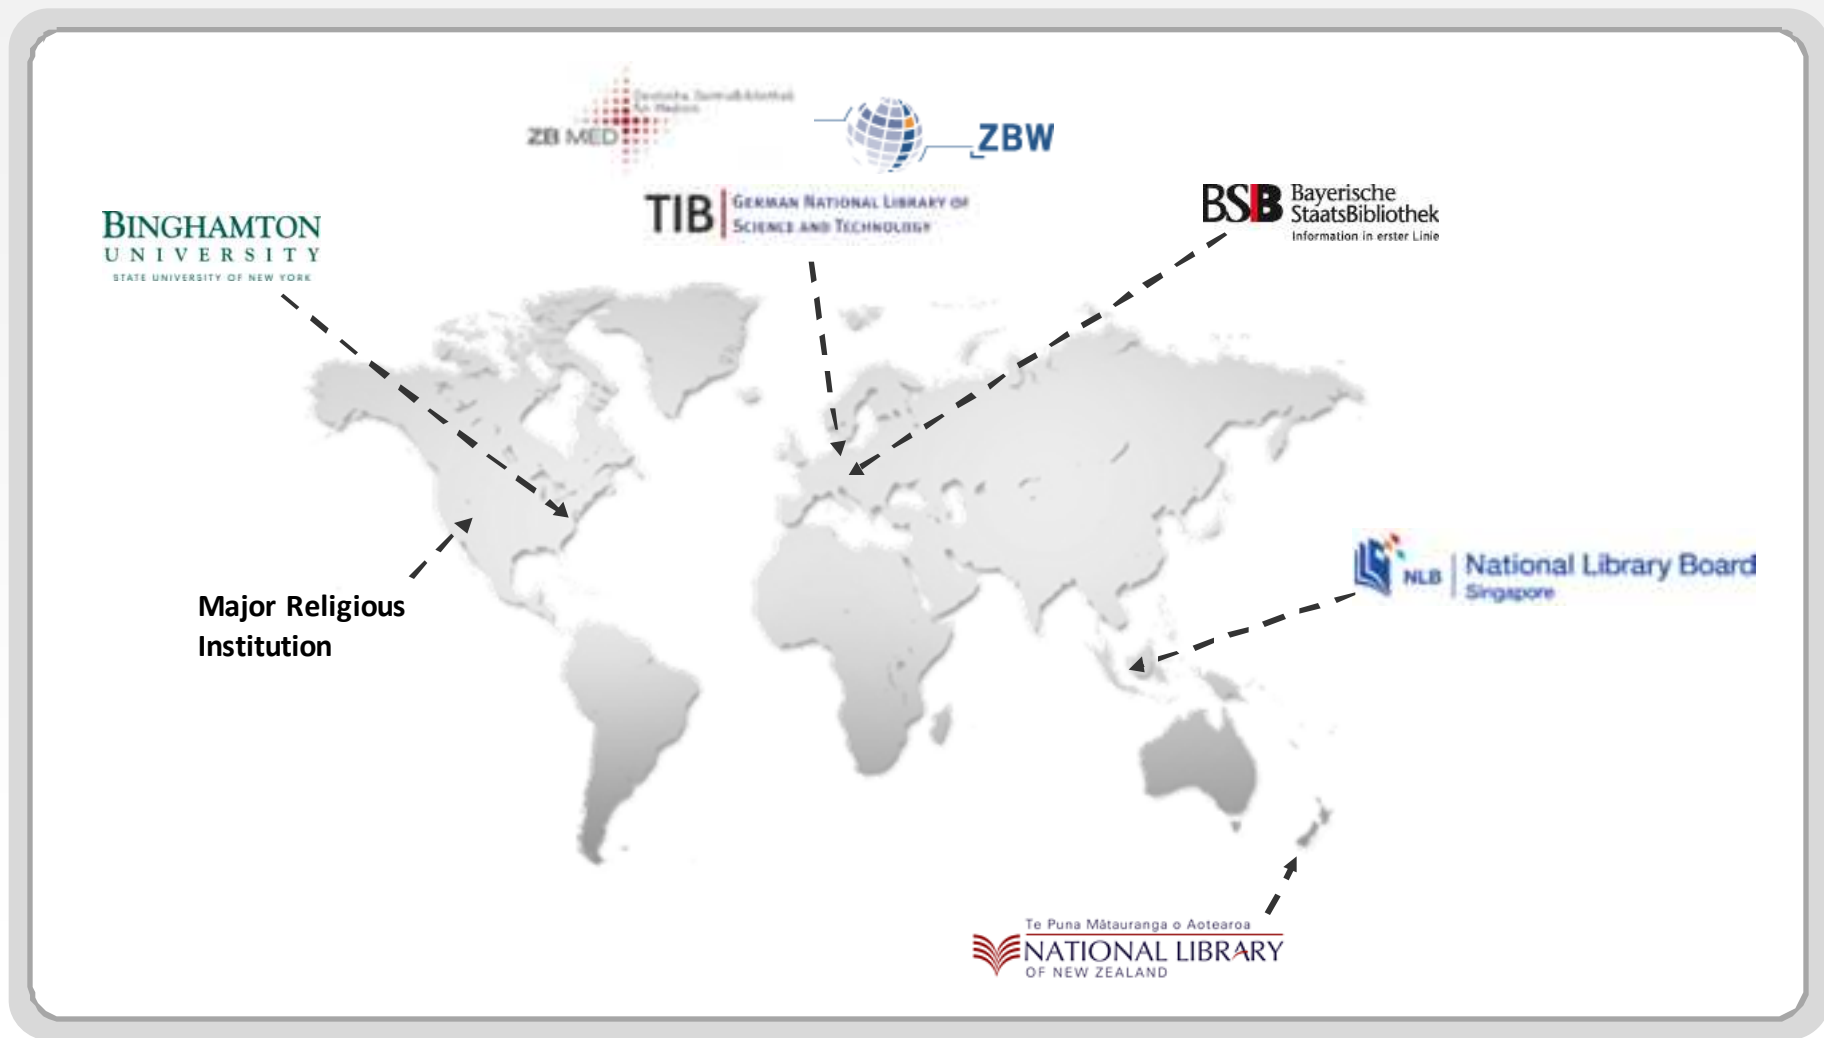 ZB MED
ZBW
TIB
GERMAN NATIONAL LIBRARY OF
SCIENCE AND TECHNOLOGY
BSB
Bayerische
StaatsBibliothek
Information in erster Linie
BINGHAMTON
UNIVERSITY
STATE UNIVERSITY OF NEW YORK
NLB
National Library Board
Singapore
Major Religious
Institution
Te Puna Mātauranga o Aotearoa
NATIONAL LIBRARY
OF NEW ZEALAND